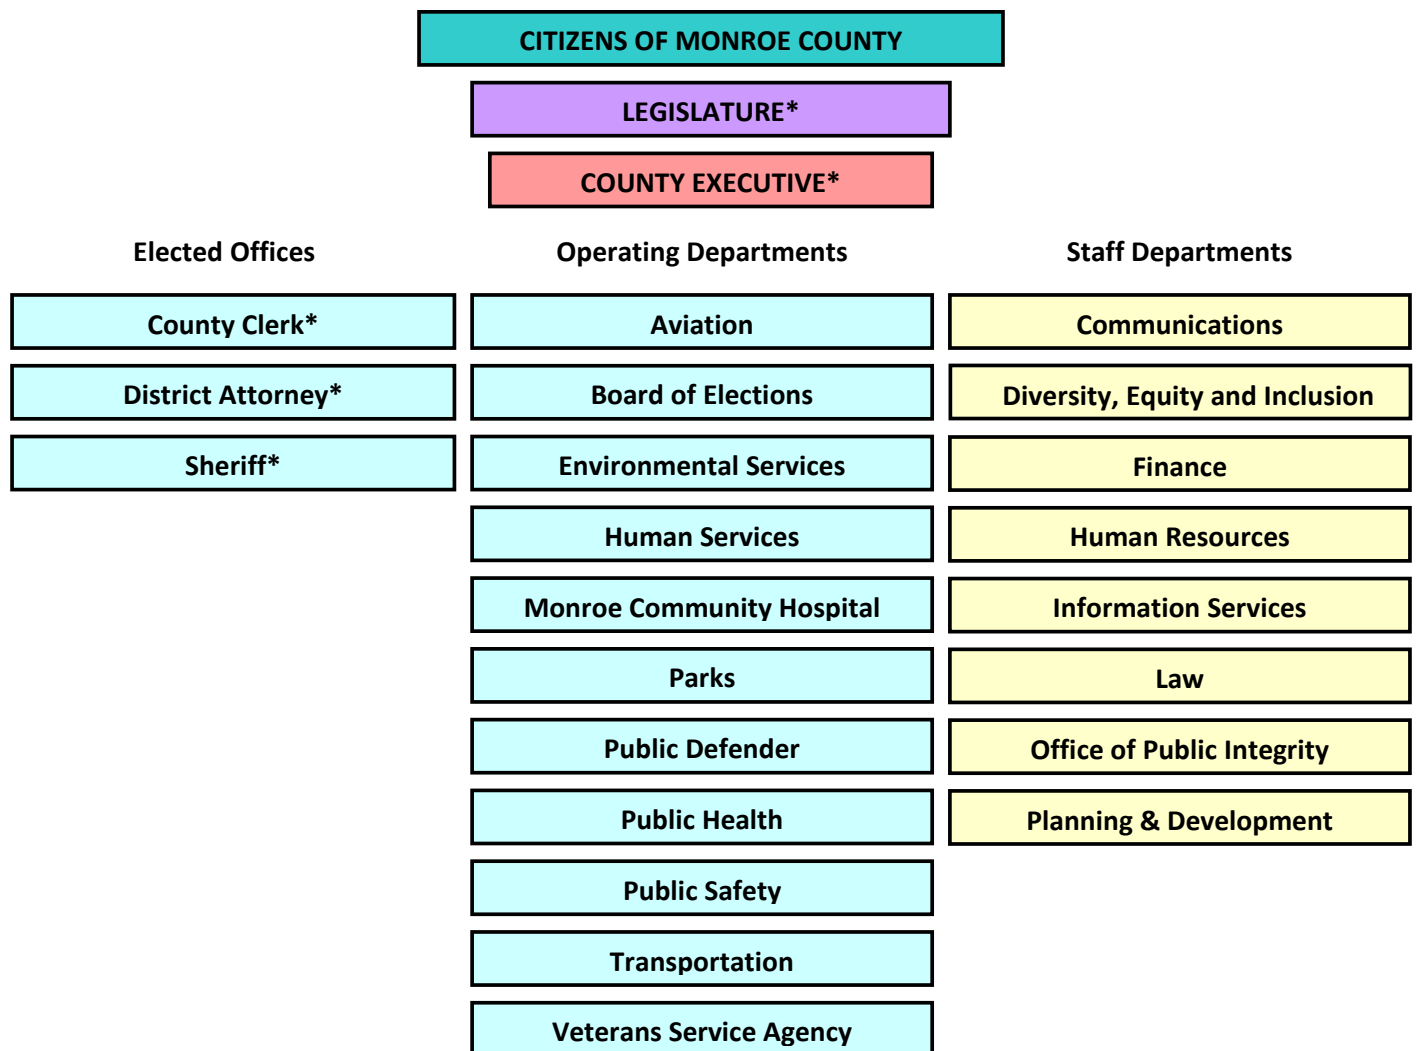 CITIZENS OF MONROE COUNTY
LEGISLATURE*
COUNTY EXECUTIVE*
Elected Offices
County Clerk*
District Attorney*
Sheriff*
Operating Departments
Aviation
Board of Elections
Environmental Services
Human Services
Monroe Community Hospital
Parks
Public Defender
Public Health
Public Safety
Transportation
Veterans Service Agency
Staff Departments
Communications
Diversity, Equity and Inclusion
Finance
Human Resources
Information Services
Law
Office of Public Integrity
Planning & Development